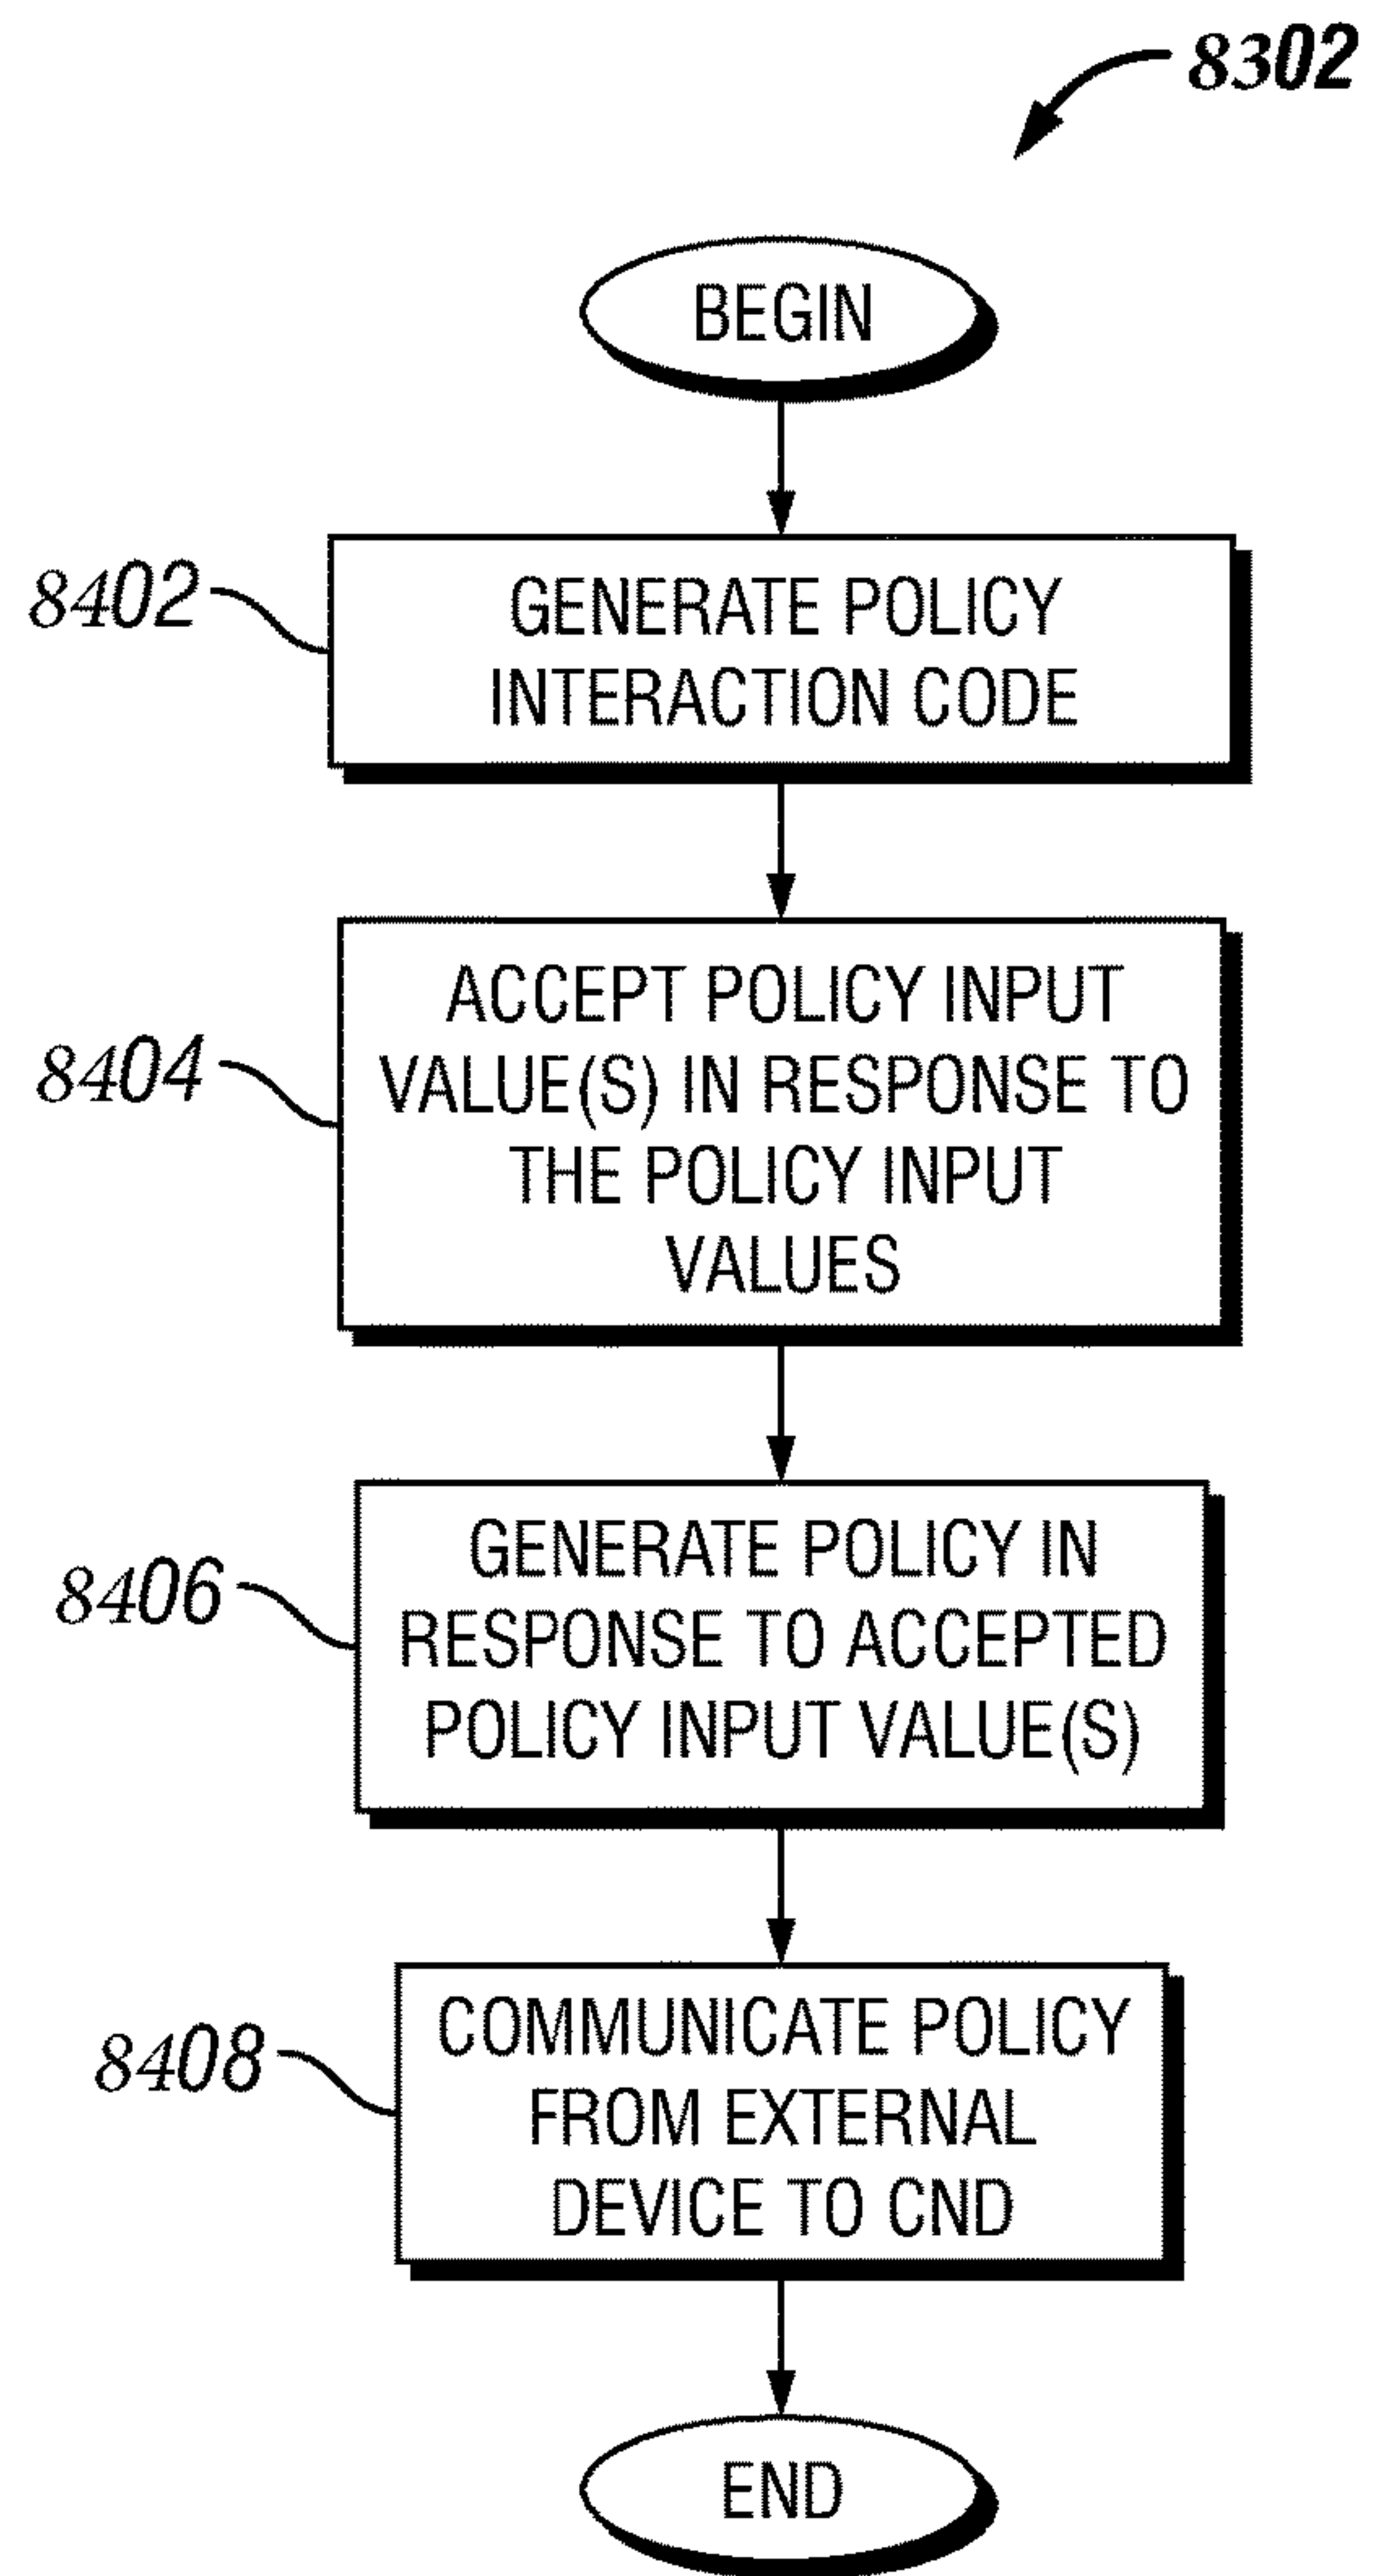 8302
BEGIN
8402
GENERATE POLICY
INTERACTION CODE
8404
ACCEPT POLICY INPUT
VALUE(S) IN RESPONSE TO
THE POLICY INPUT
VALUES
8406
GENERATE POLICY IN
RESPONSE TO ACCEPTED
POLICY INPUT VALUE(S)
8408
COMMUNICATE POLICY
FROM EXTERNAL
DEVICE TO CND
END